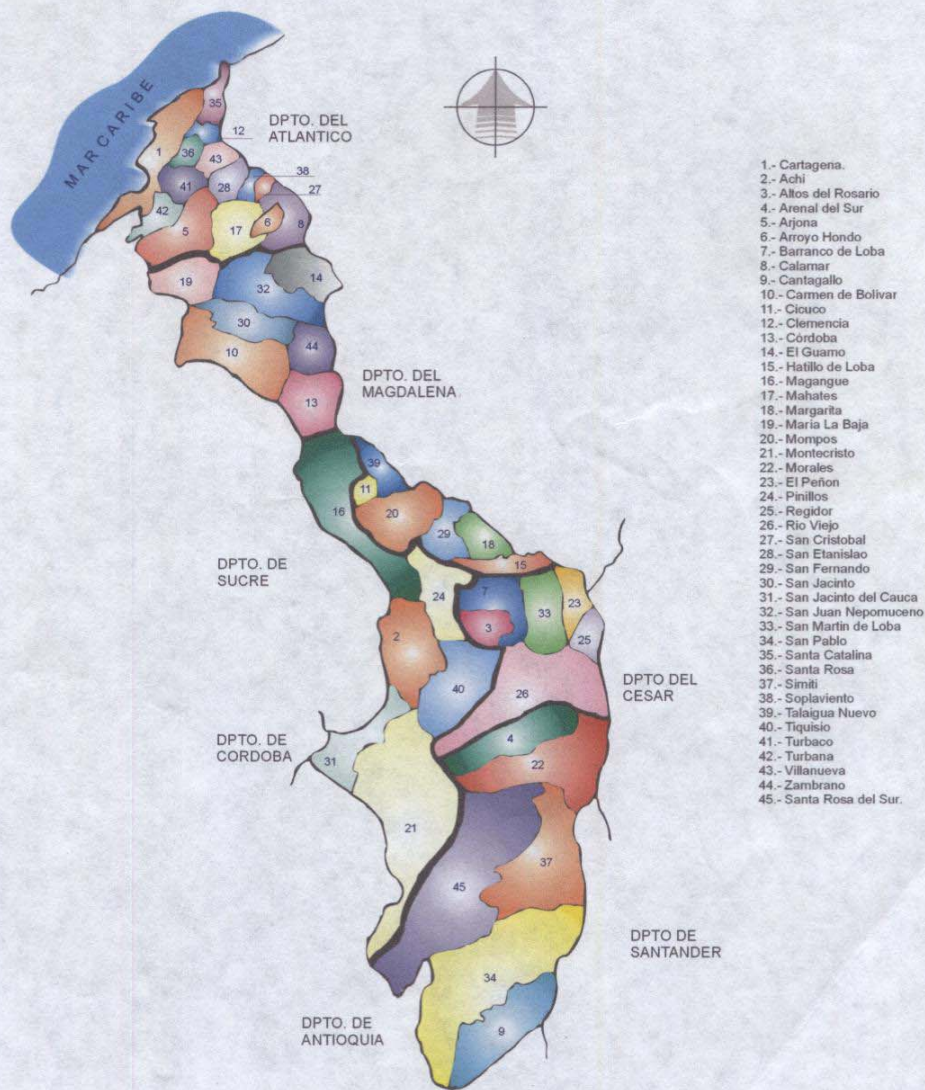 MAR CARIBE
35
DPTO. DEL
ATLANTICO
12
1
36
43
38
41
28
27
42
6
5
17
8
14
19
32
30
44
10
DPTO. DEL
MAGDALENA
13
39
11
16
20
29
18
15
DPTO. DE
SUCRE
24
7
33
23
3
2
25
40
26
DPTO DEL
CESAR
4
DPTO. DE
CORDOBA
31
22
21
37
45
DPTO DE
SANTANDER
34
DPTO. DE
ANTIOQUIA
9
1.- Cartagena.
2.- Achi
3.- Altos del Rosario
4.- Arenal del Sur
5.- Arjona
6.- Arroyo Hondo
7.- Barranco de Loba
8.- Calamar
9.- Cantagallo
10.- Carmen de Bolivar
11.- Cicuco
12.- Clemencia
13.- Córdoba
14.- El Guamo
15.- Hatillo de Loba
16.- Magangue
17.- Mahates
18.- Margarita
19.- Maria La Baja
20.- Mompos
21.- Montecristo
22.- Morales
23.- El Peñon
24.- Pinillos
25.- Regidor
26.- Rio Viejo
27.- San Cristobal
28.- San Etanislao
29.- San Fernando
30.- San Jacinto
31.- San Jacinto del Cauca
32.- San Juan Nepomuceno
33.- San Martin de Loba
34.- San Pablo
35.- Santa Catalina
36.- Santa Rosa
37.- Simiti
38.- Soplaviento
39.- Talaigua Nuevo
40.- Tiquisio
41.- Turbaco
42.- Turbana
43.- Villanueva
44.- Zambrano
45.- Santa Rosa del Sur.